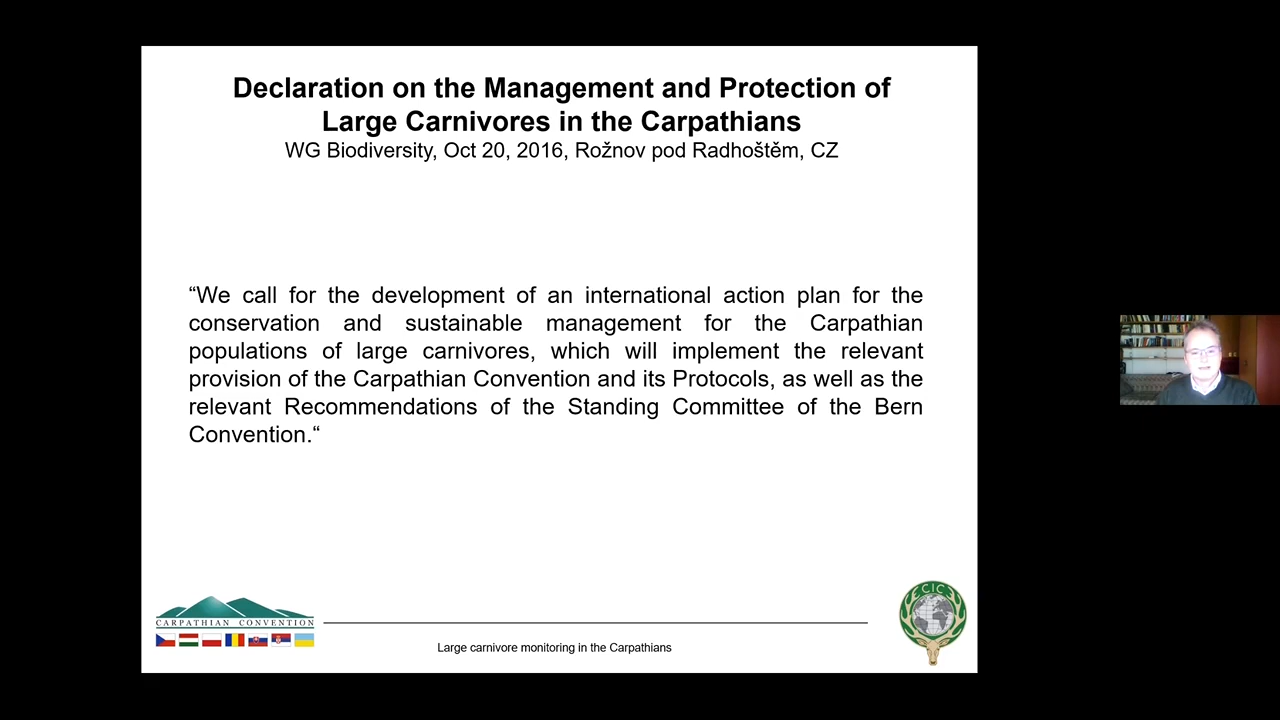 Declaration on the Management and Protection of
Large Carnivores in the Carpathians
WG Biodiversity, Oct 20, 2016, Rožnov pod Radhoštěm, CZ
“We call for the development of an international action plan for the
conservation and sustainable management for the Carpathian
populations of large carnivores, which will implement the relevant
provision of the Carpathian Convention and its Protocols, as well as the
relevant Recommendations of the Standing Committee of the Bern
Convention.“
CARPATHIAN CONVENTION
Large carnivore monitoring in the Carpathians
CIC